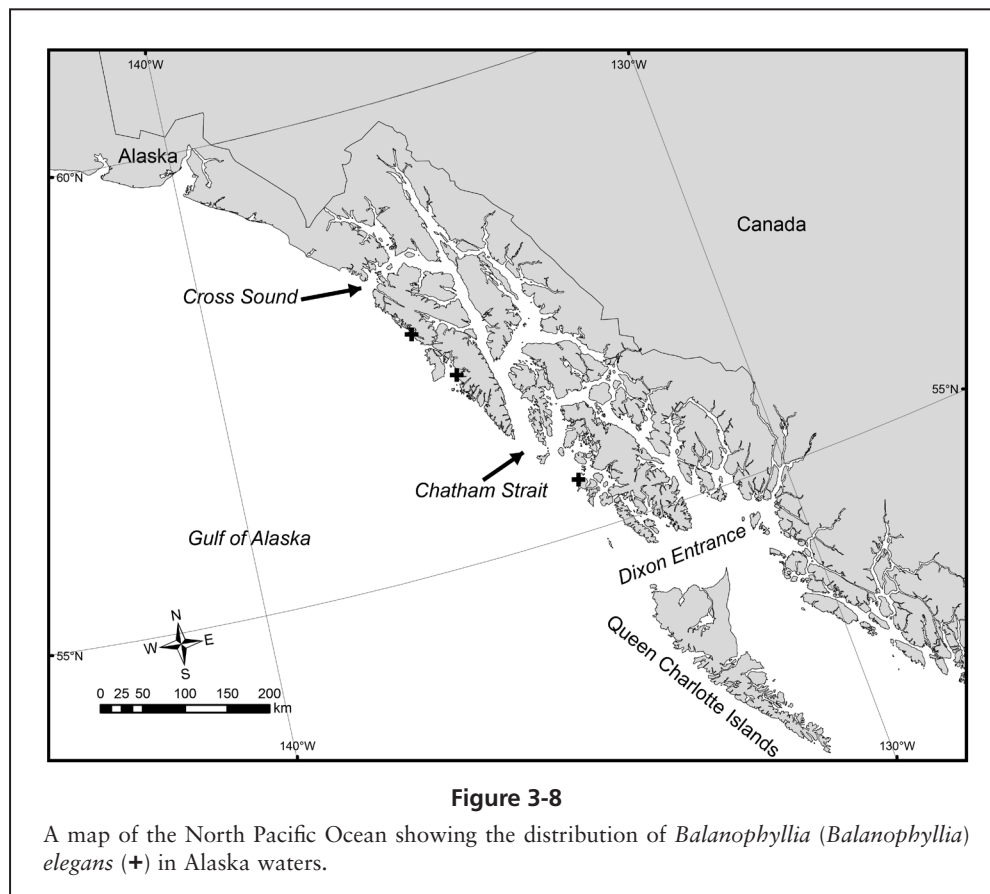 140°W
130°W
Alaska
60°N
Canada
Cross Sound
55°N
Chatham Strait
Gulf of Alaska
Dixon Entrance
N
W E
S
Queen Charlotte Islands
55°N
0 25 50 100 150 200
km
140°W
130°W
Figure 3-8
A map of the North Pacific Ocean showing the distribution of Balanophyllia (Balanophyllia)
elegans (+) in Alaska waters.